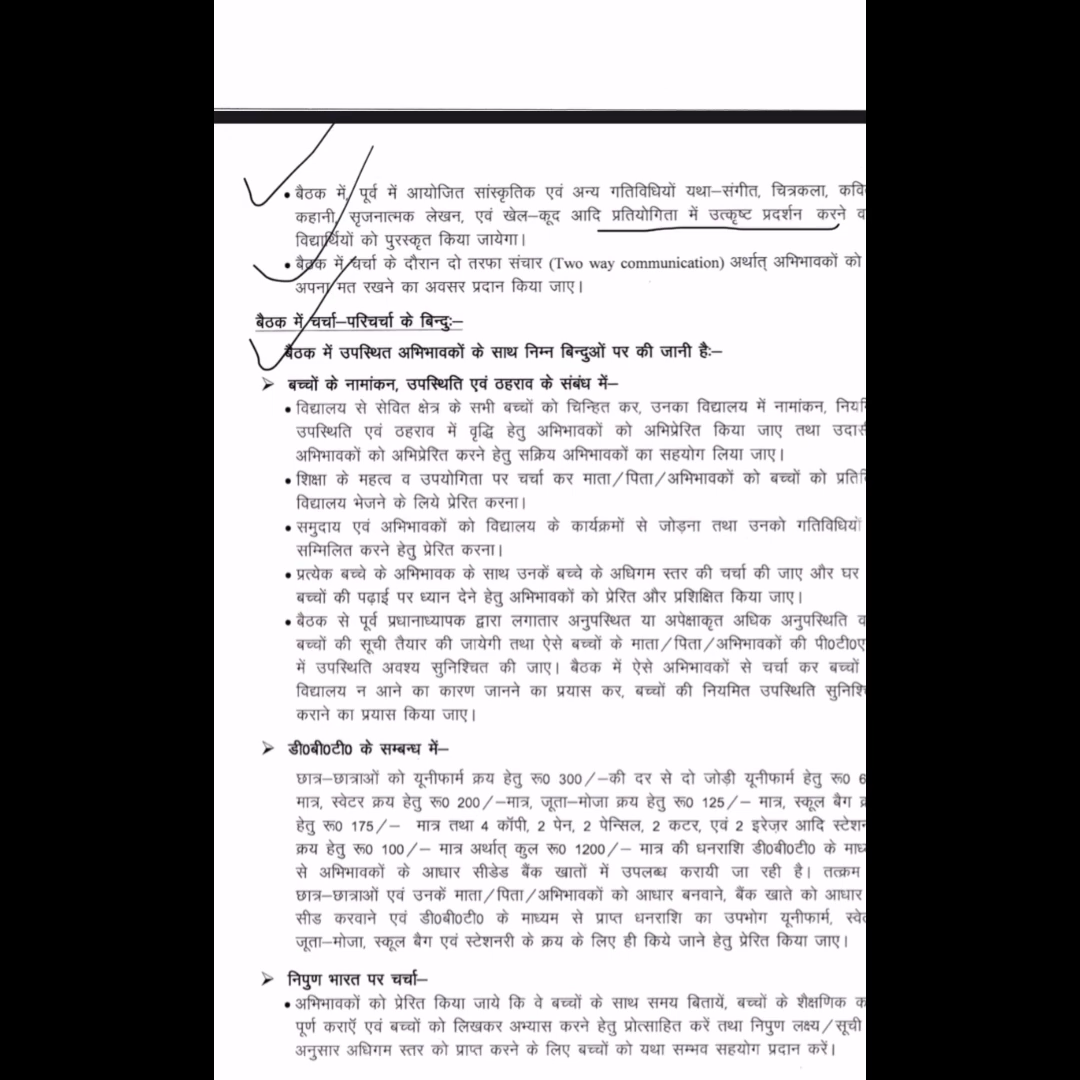 • बैठक में, पूर्व में आयोजित सांस्कृतिक एवं अन्य गतिविधियों यथा–संगीत, चित्रकला,
कहानी, सृजनात्मक लेखन, एवं खेल–कूद आदि प्रतियोगिता में उत्कृष्ट प्रदर्शन करने
विद्यार्थियों को पुरस्कृत किया जायेगा।
• बैठक में चर्चा के दौरान दो तरफा संचार (Two way communication) अर्थात् अभिभावकों को
अपना मत रखने का अवसर प्रदान किया जाए।
बैठक में चर्चा–परिचर्चा के बिन्दुः–
बैठक में उपस्थित अभिभावकों के साथ निम्न बिन्दुओं पर की जानी हैः–
➢ बच्चों के नामांकन, उपस्थिति एवं ठहराव के संबंध में–
• विद्यालय से सेवित क्षेत्र के सभी बच्चों को चिन्हित कर, उनका विद्यालय में नामांकन,
उपस्थिति एवं ठहराव में वृद्धि हेतु अभिभावकों को अभिप्रेरित किया जाए तथा
अभिभावकों को अभिप्रेरित करने हेतु सक्रिय अभिभावकों का सहयोग लिया जाए।
• शिक्षा के महत्व व उपयोगिता पर चर्चा कर माता/पिता/अभिभावकों को बच्चों को
विद्यालय भेजने के लिये प्रेरित करना।
• समुदाय एवं अभिभावकों को विद्यालय के कार्यक्रमों से जोड़ना तथा उनको गतिविधियों
सम्मिलित करने हेतु प्रेरित करना।
• प्रत्येक बच्चे के अभिभावक के साथ उनकें बच्चे के अधिगम स्तर की चर्चा की जाए और घर
बच्चों की पढ़ाई पर ध्यान देने हेतु अभिभावकों को प्रेरित और प्रशिक्षित किया जाए।
• बैठक से पूर्व प्रधानाध्यापक द्वारा लगातार अनुपस्थित या अपेक्षाकृत अधिक अनुपस्थिति
बच्चों की सूची तैयार की जायेगी तथा ऐसे बच्चों के माता/पिता/अभिभावकों की पी0टी0ए
में उपस्थिति अवश्य सुनिश्चित की जाए। बैठक में ऐसे अभिभावकों से चर्चा कर बच्चों
विद्यालय न आने का कारण जानने का प्रयास कर, बच्चों की नियमित उपस्थिति
कराने का प्रयास किया जाए।
➢ डी0बी0टी0 के सम्बन्ध में–
छात्र–छात्राओं को यूनीफार्म क्रय हेतु रू0 300/–की दर से दो जोड़ी यूनीफार्म हेतु रू0 6
मात्र, स्वेटर क्रय हेतु रू0 200/–मात्र, जूता–मोजा क्रय हेतु रू0 125/– मात्र, स्कूल बैग
हेतु रू0 175/– मात्र तथा 4 कॉपी, 2 पेन, 2 पेन्सिल, 2 कटर, एवं 2 इरेज़र आदि
क्रय हेतु रू0 100/– मात्र अर्थात् कुल रू0 1200/– मात्र की धनराशि डी0बी0टी0 के
से अभिभावकों के आधार सीडेड बैंक खातों में उपलब्ध करायी जा रही है। तत्क्रम
छात्र–छात्राओं एवं उनकें माता/पिता/अभिभावकों को आधार बनवाने, बैंक खाते को आधार
सीड करवाने एवं डी0बी0टी0 के माध्यम से प्राप्त धनराशि का उपभोग यूनीफार्म,
जूता–मोजा, स्कूल बैग एवं स्टेशनरी के क्रय के लिए ही किये जाने हेतु प्रेरित किया जाए।
➢ निपुण भारत पर चर्चा–
• अभिभावकों को प्रेरित किया जाये कि वे बच्चों के साथ समय बितायें, बच्चों के शैक्षणिक
पूर्ण कराऐं एवं बच्चों को लिखकर अभ्यास करने हेतु प्रोत्साहित करें तथा निपुण लक्ष्य/सूची
अनुसार अधिगम स्तर को प्राप्त करने के लिए बच्चों को यथा सम्भव सहयोग प्रदान करें।